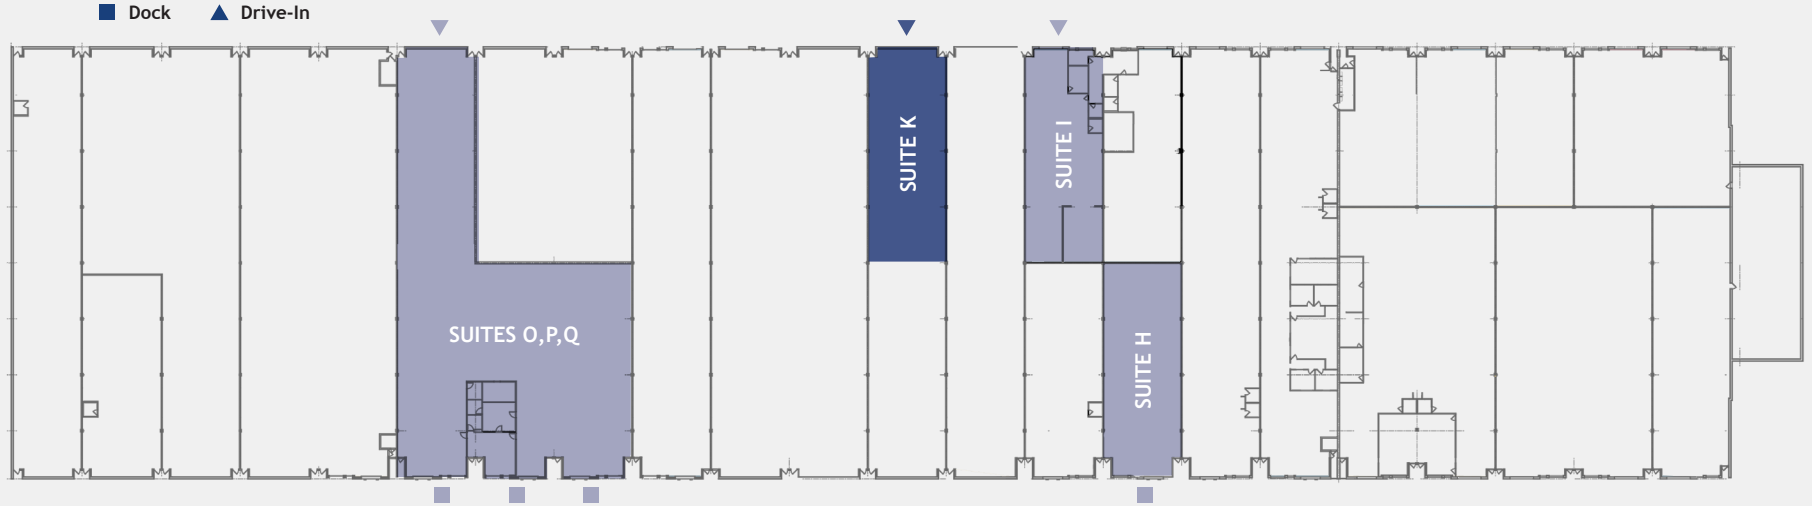 Dock
Drive-In
SUITE K
SUITE I
SUITES O,P,Q
SUITE H